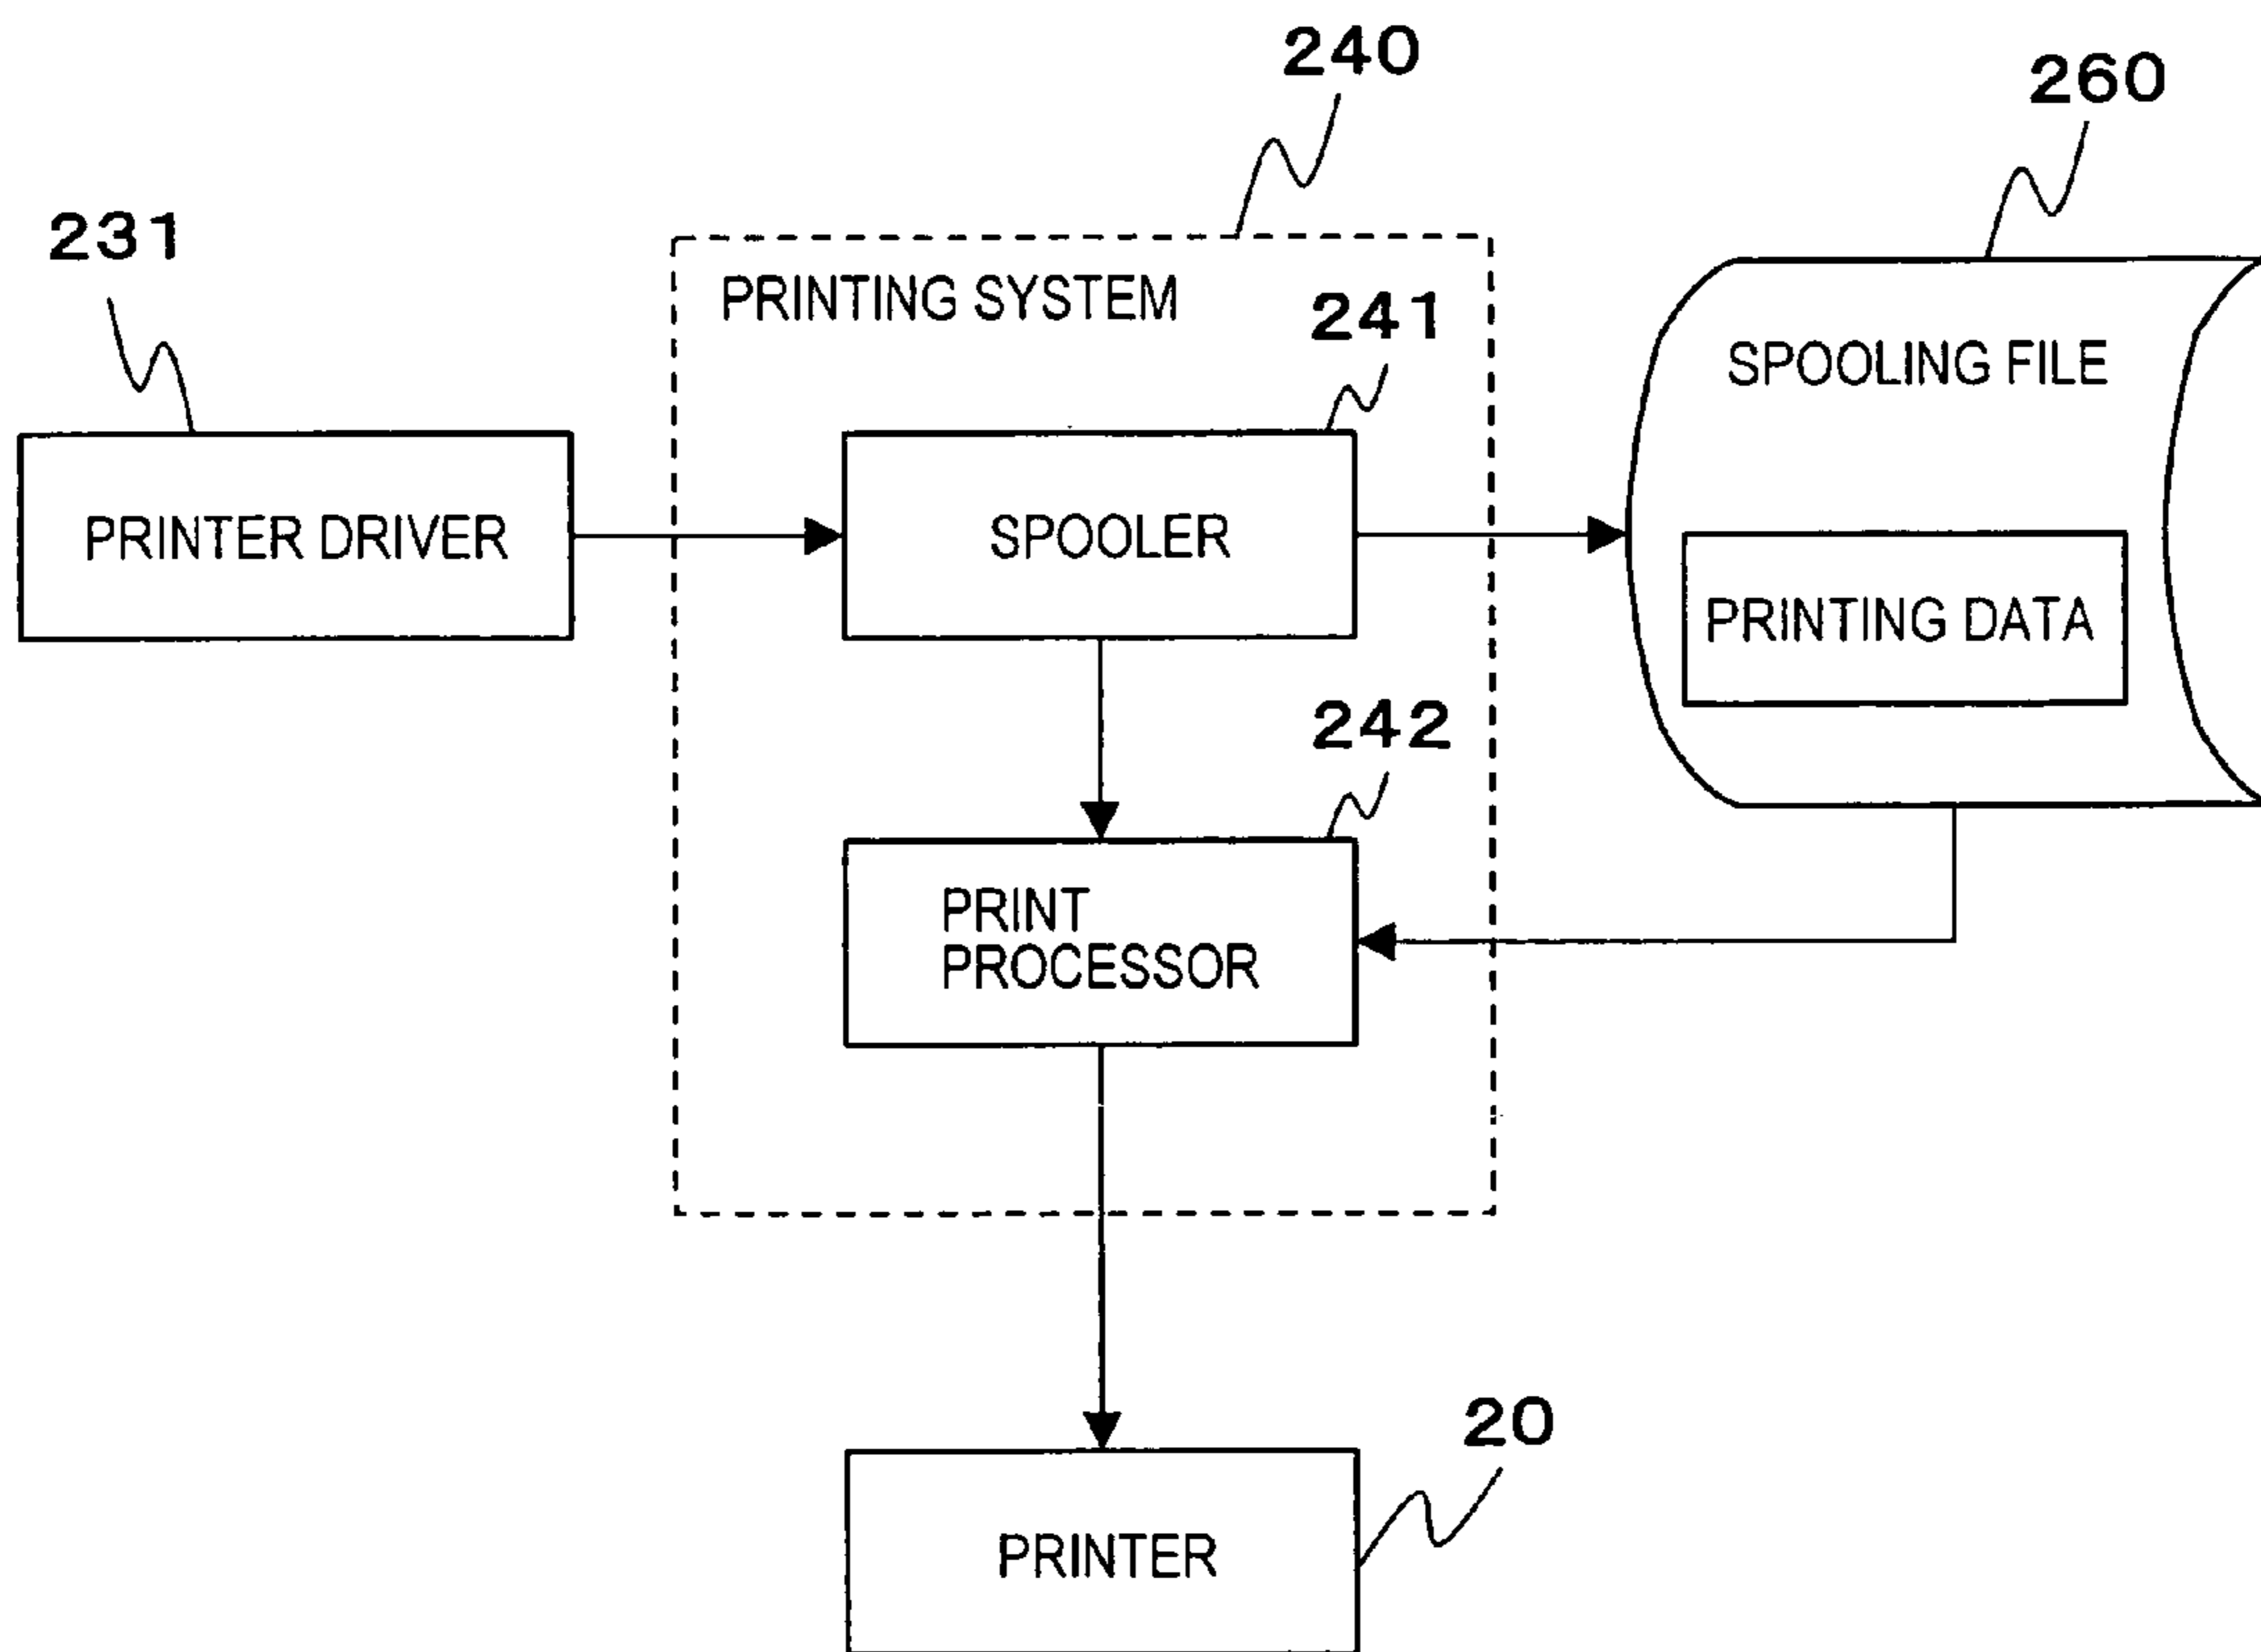 240
260
231
PRINTING SYSTEM
241
SPOOLING FILE
PRINTER DRIVER
SPOOLER
PRINTING DATA
242
PRINT
PROCESSOR
20
PRINTER